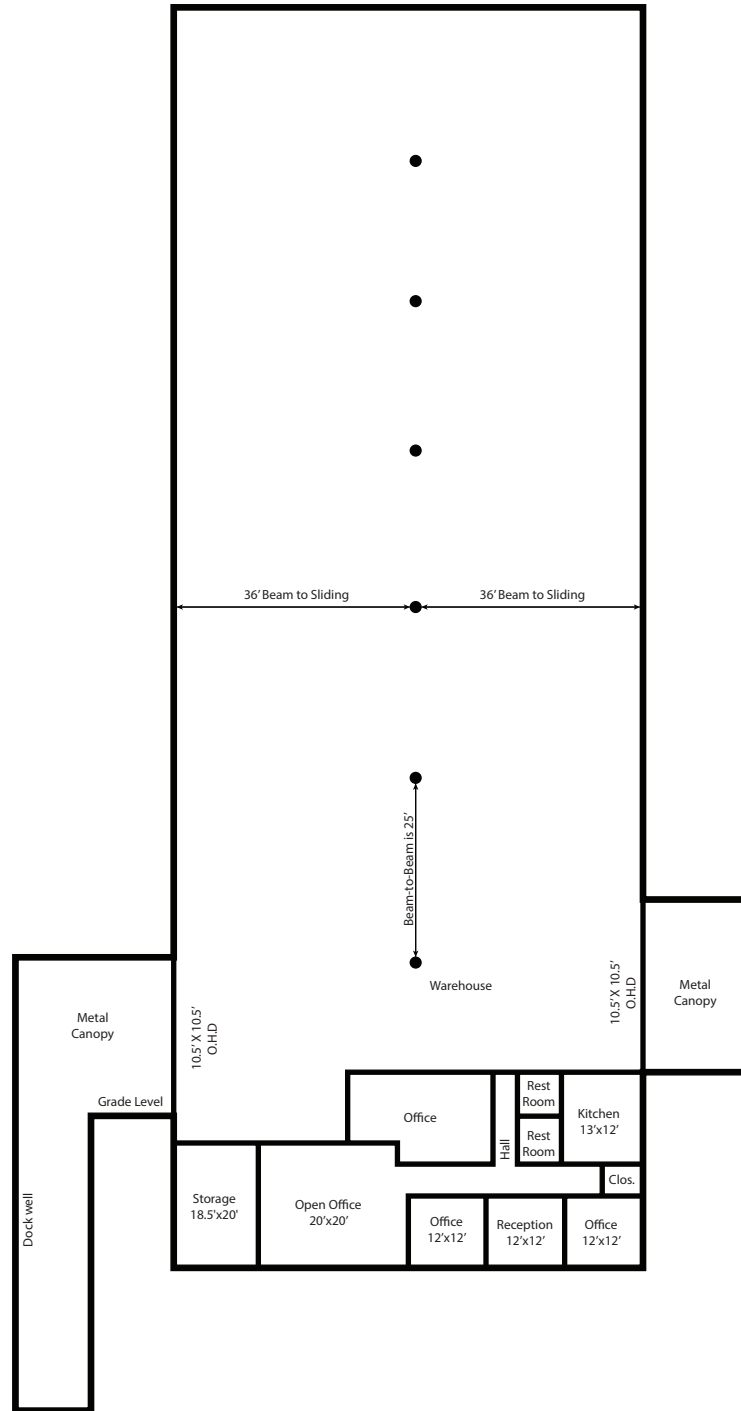 36’ Beam to Sliding
36’ Beam to Sliding
Beam-to-Beam is 25’
Warehouse
10.5’ X 10.5’
O.H.D
Metal
Canopy
Metal
Canopy
10.5’ X 10.5’
O.H.D
Grade Level
Dock well
Office
Hall
Rest
Room
Rest
Room
Kitchen
13’x12’
Clos.
Storage
18.5'x20'
Open Office
20’x20’
Office
12’x12’
Reception
12’x12’
Office
12’x12’